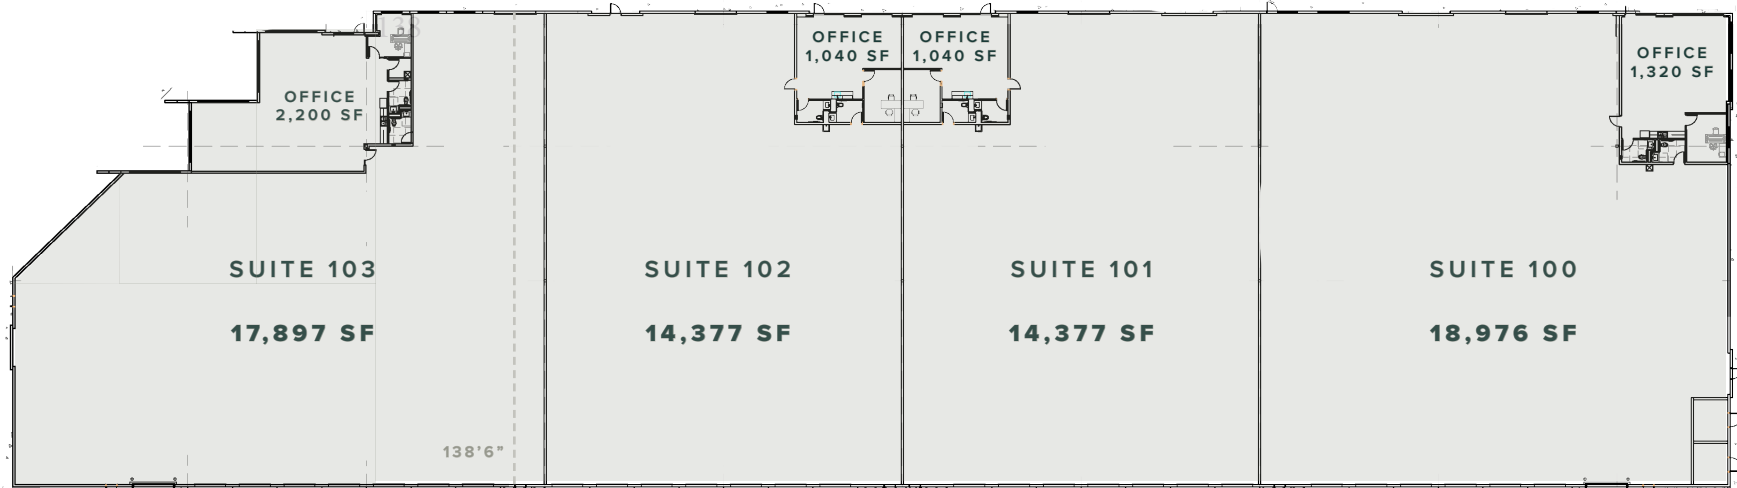 138
OFFICE
2,200 SF
OFFICE
1,040 SF
OFFICE
1,040 SF
OFFICE
1,320 SF
SUITE 103
17,897 SF
SUITE 102
14,377 SF
SUITE 101
14,377 SF
SUITE 100
18,976 SF
138'6"